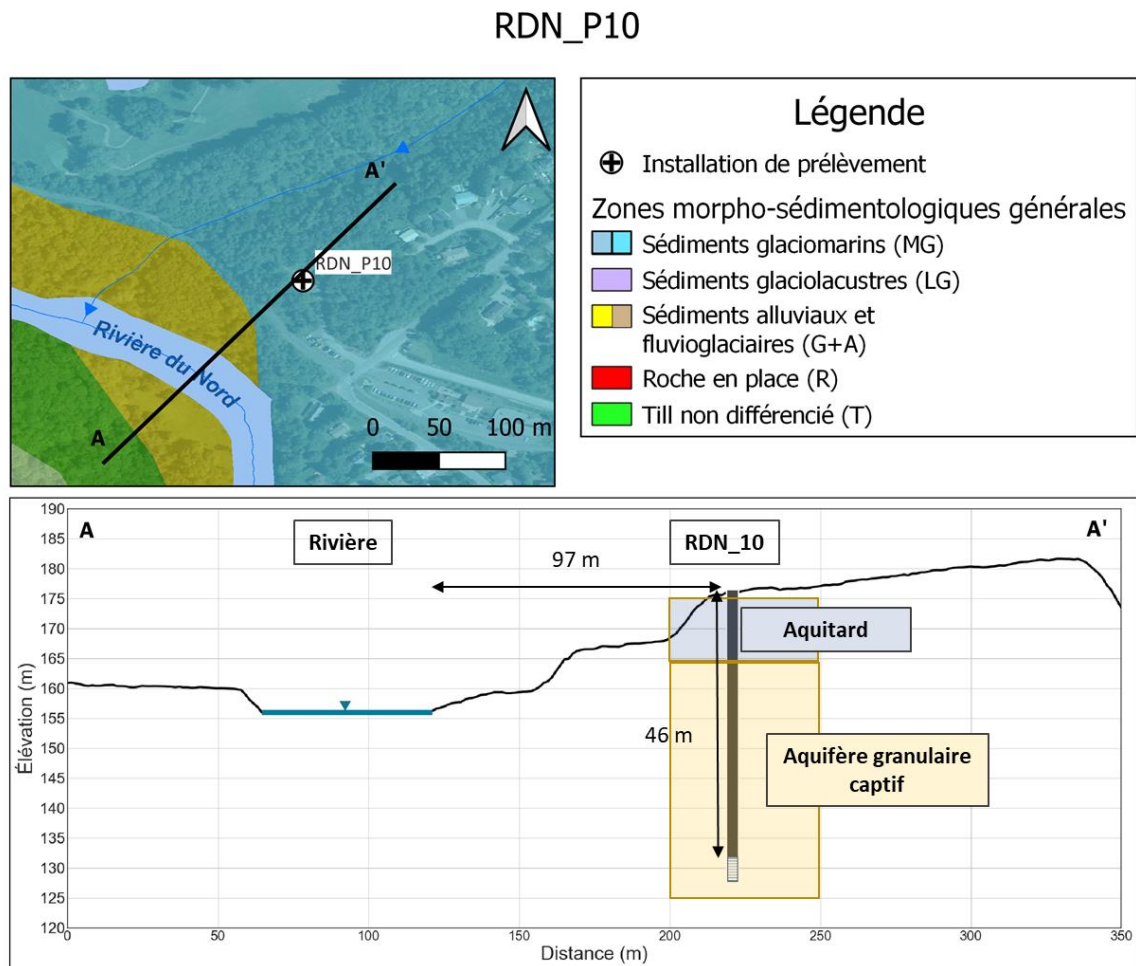 RDN_P10
A'
RDN_P10
Rivière du Nord
A
0 50 100 m
Légende
Installation de prélèvement
Zones morpho-sédimentologiques générales
Sédiments glaciomarins (MG)
Sédiments glaciolacustres (LG)
Sédiments alluviaux et
fluvioglaciaires (G+A)
Roche en place (R)
Till non différencié (T)
A
Rivière
RDN_10
A'
97 m
Aquitard
46 m
Aquifère granulaire
captif
Élévation (m)
190
185
180
175
170
165
160
155
150
145
140
135
130
125
120
0 50 100 150 200 250 300 350
Distance (m)